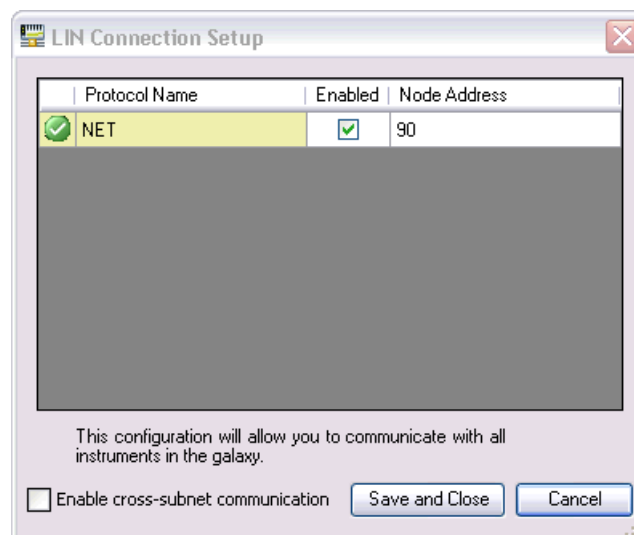 LIN Connection Setup
Protocol Name Enabled Node Address
NET 90
This configuration will allow you to communicate with all
instruments in the galaxy.
Enable cross-subnet communication Save and Close Cancel